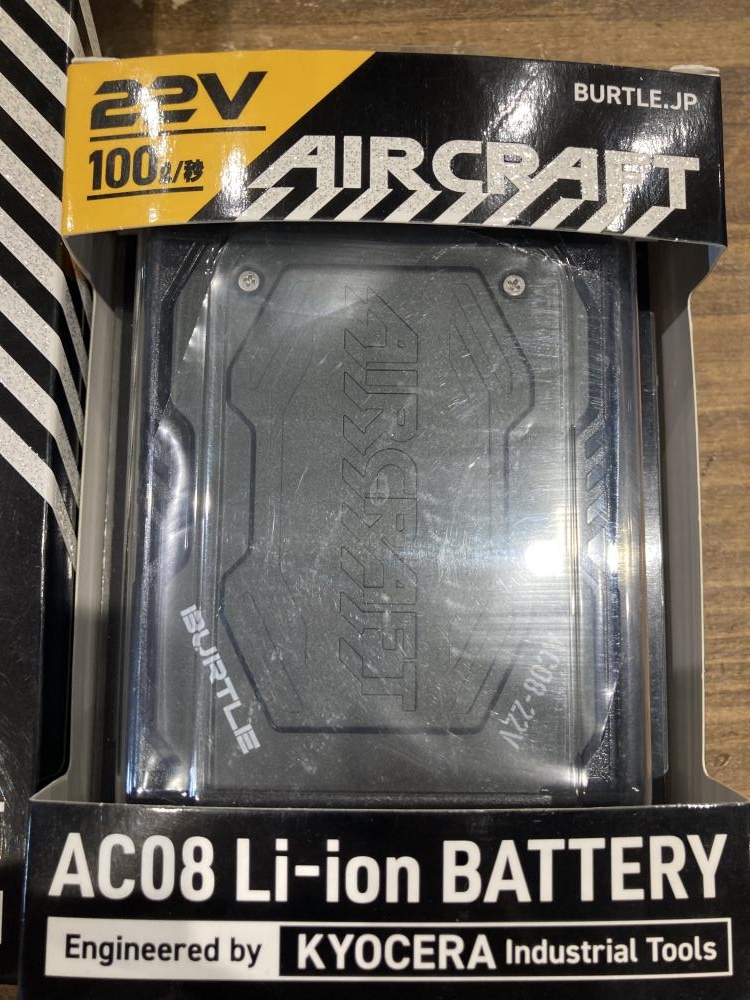 22V
100ℓ/秒
BURTLE.JP
AIRCRAFT
AIRCRAFT
BURTLE
AC08-22V
AC08 Li-ion BATTERY
Engineered by KYOCERA Industrial Tools